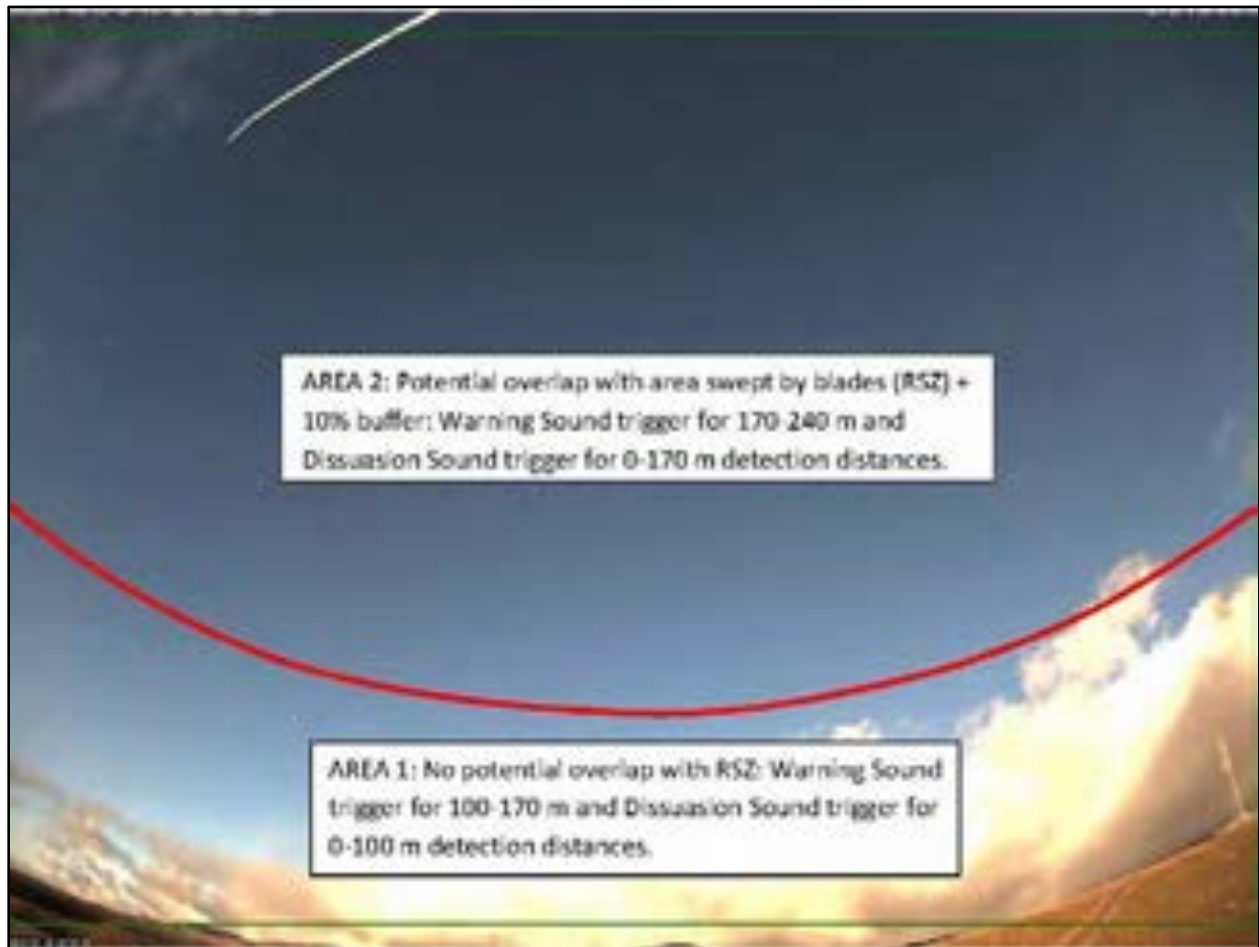 AREA 2: Potential overlap with area swept by blades (RSZ) +
10% buffer: Warning Sound trigger for 170-240 m and
Dissuasion Sound trigger for 0-170 m detection distances.
AREA 1: No potential overlap with RSZ: Warning Sound
trigger for 100-170 m and Dissuasion Sound trigger for
0-100 m detection distances.